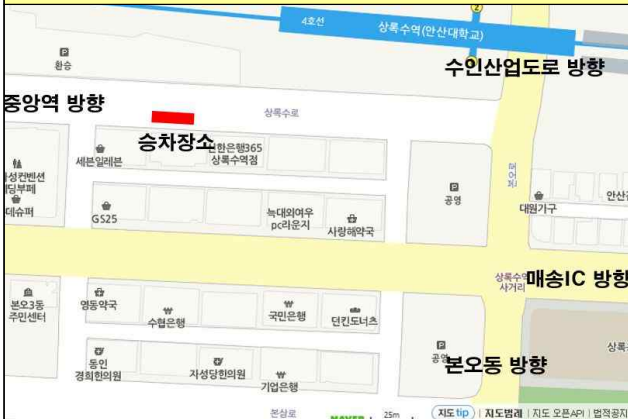 2
4호선
상록수역(안산대학교)
P
환승
수인산업도로 방향
중앙역 방향
상록수로
승차장소
세븐일레븐
신한은행365
상록수역점
P
공영
대원가구
GS25
늑대와여우
pc라운지
사랑해약국
상록수역
사거리
매송IC 방향
본오3동
주민센터
영동약국
수협은행
국민은행
던킨도너츠
P
공영
본오동 방향
동인
경희한의원
자성당한의원
기업은행
본삼로
NAVER
25m
지도tip
지도범례
지도 오픈API
법적공지